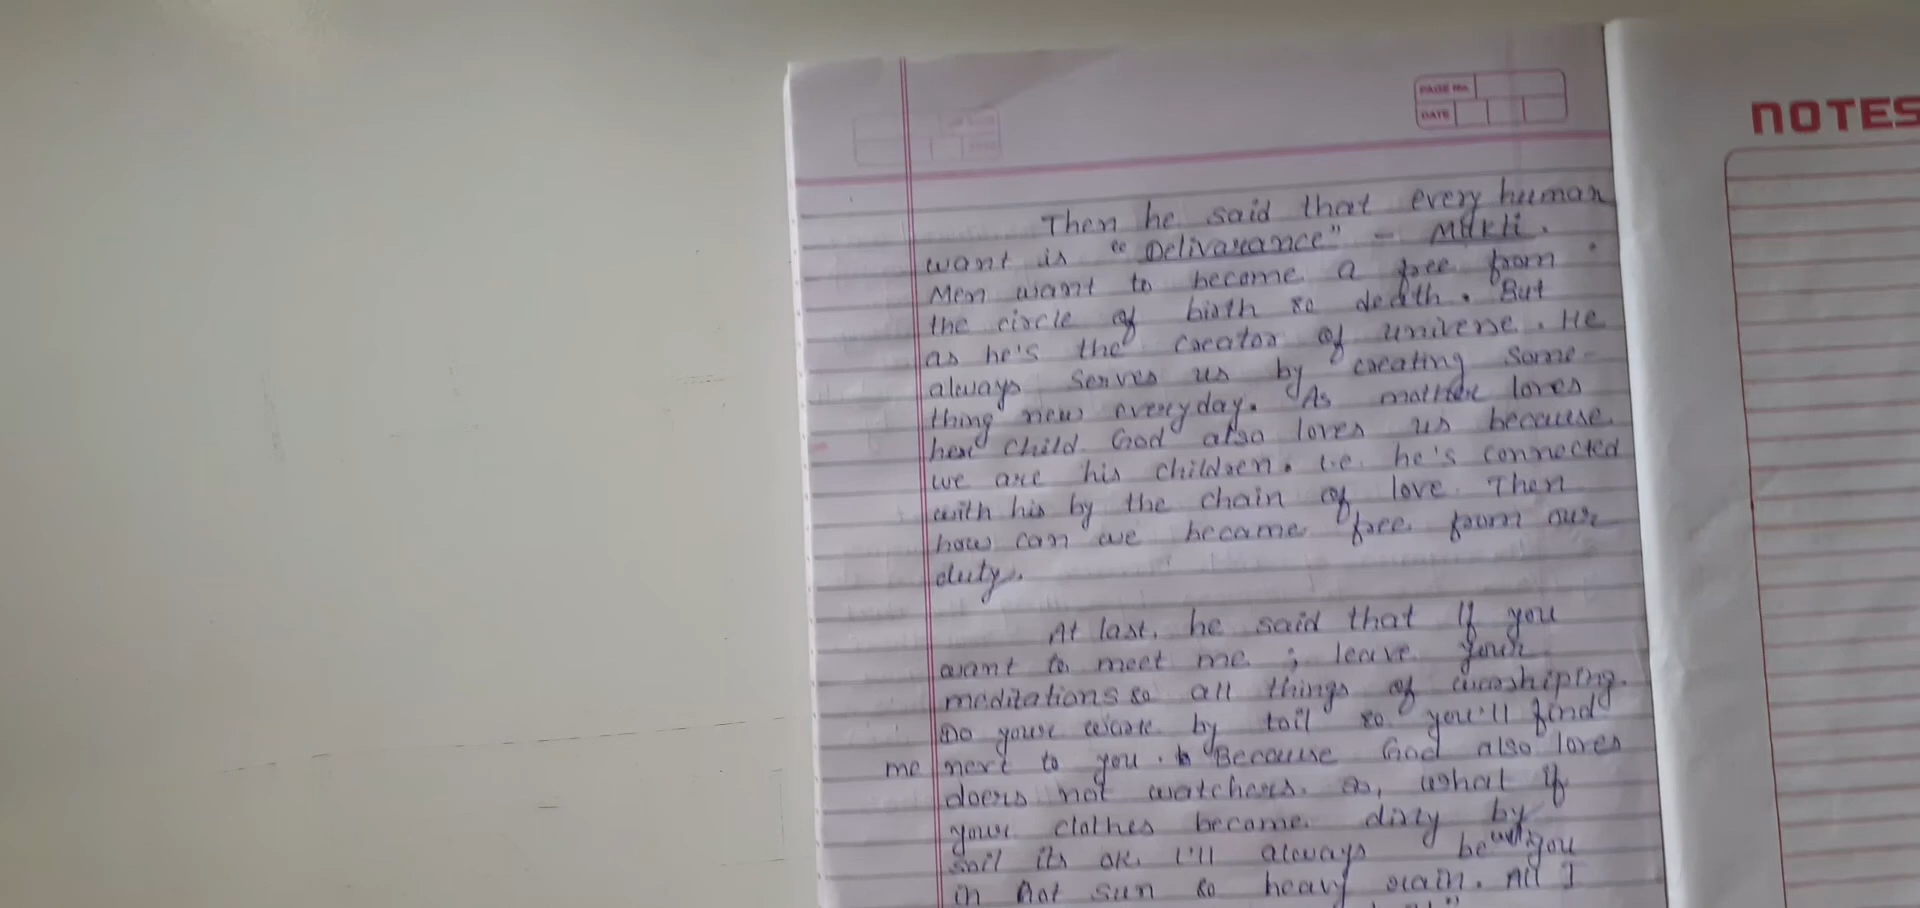 PAGE No.
DATE
NOTES
Then he said that every human
want is "Delivarance" - Mukti.
Men want to become a free from
the circle of birth & death. But
as he's the creator of universe. He
always serves us by creating some-
thing new everyday. As mother loves
her child God also loves us because
we are his children. i.e. he's connected
with his by the chain of love. Then
how can we became free from our
duty.
At last, he said that If you
want to meet me ; leave your
meditations & all things of worshiping.
Do your work by toil & you'll find
me next to you. Because God also loves
doers not watchers. So, what if
your clothes became dirty by
soil its ok. I'll always be with you
in hot sun & heavy rain. All I